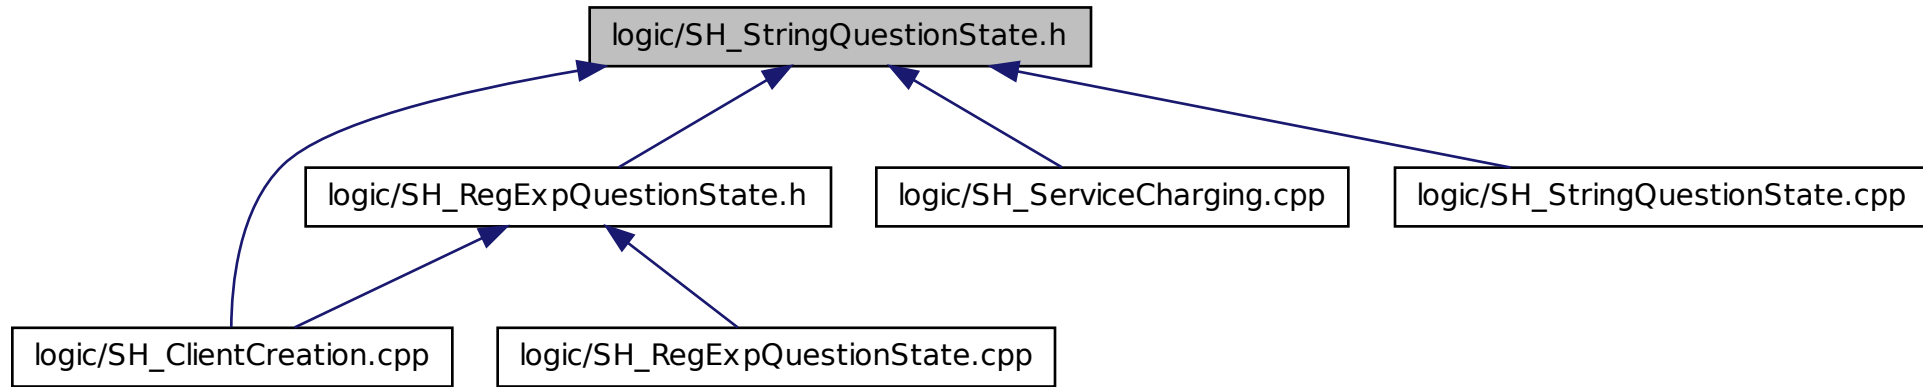 logic/SH_StringQuestionState.h
logic/SH_RegExpQuestionState.h
logic/SH_ServiceCharging.cpp
logic/SH_StringQuestionState.cpp
logic/SH_ClientCreation.cpp
logic/SH_RegExpQuestionState.cpp